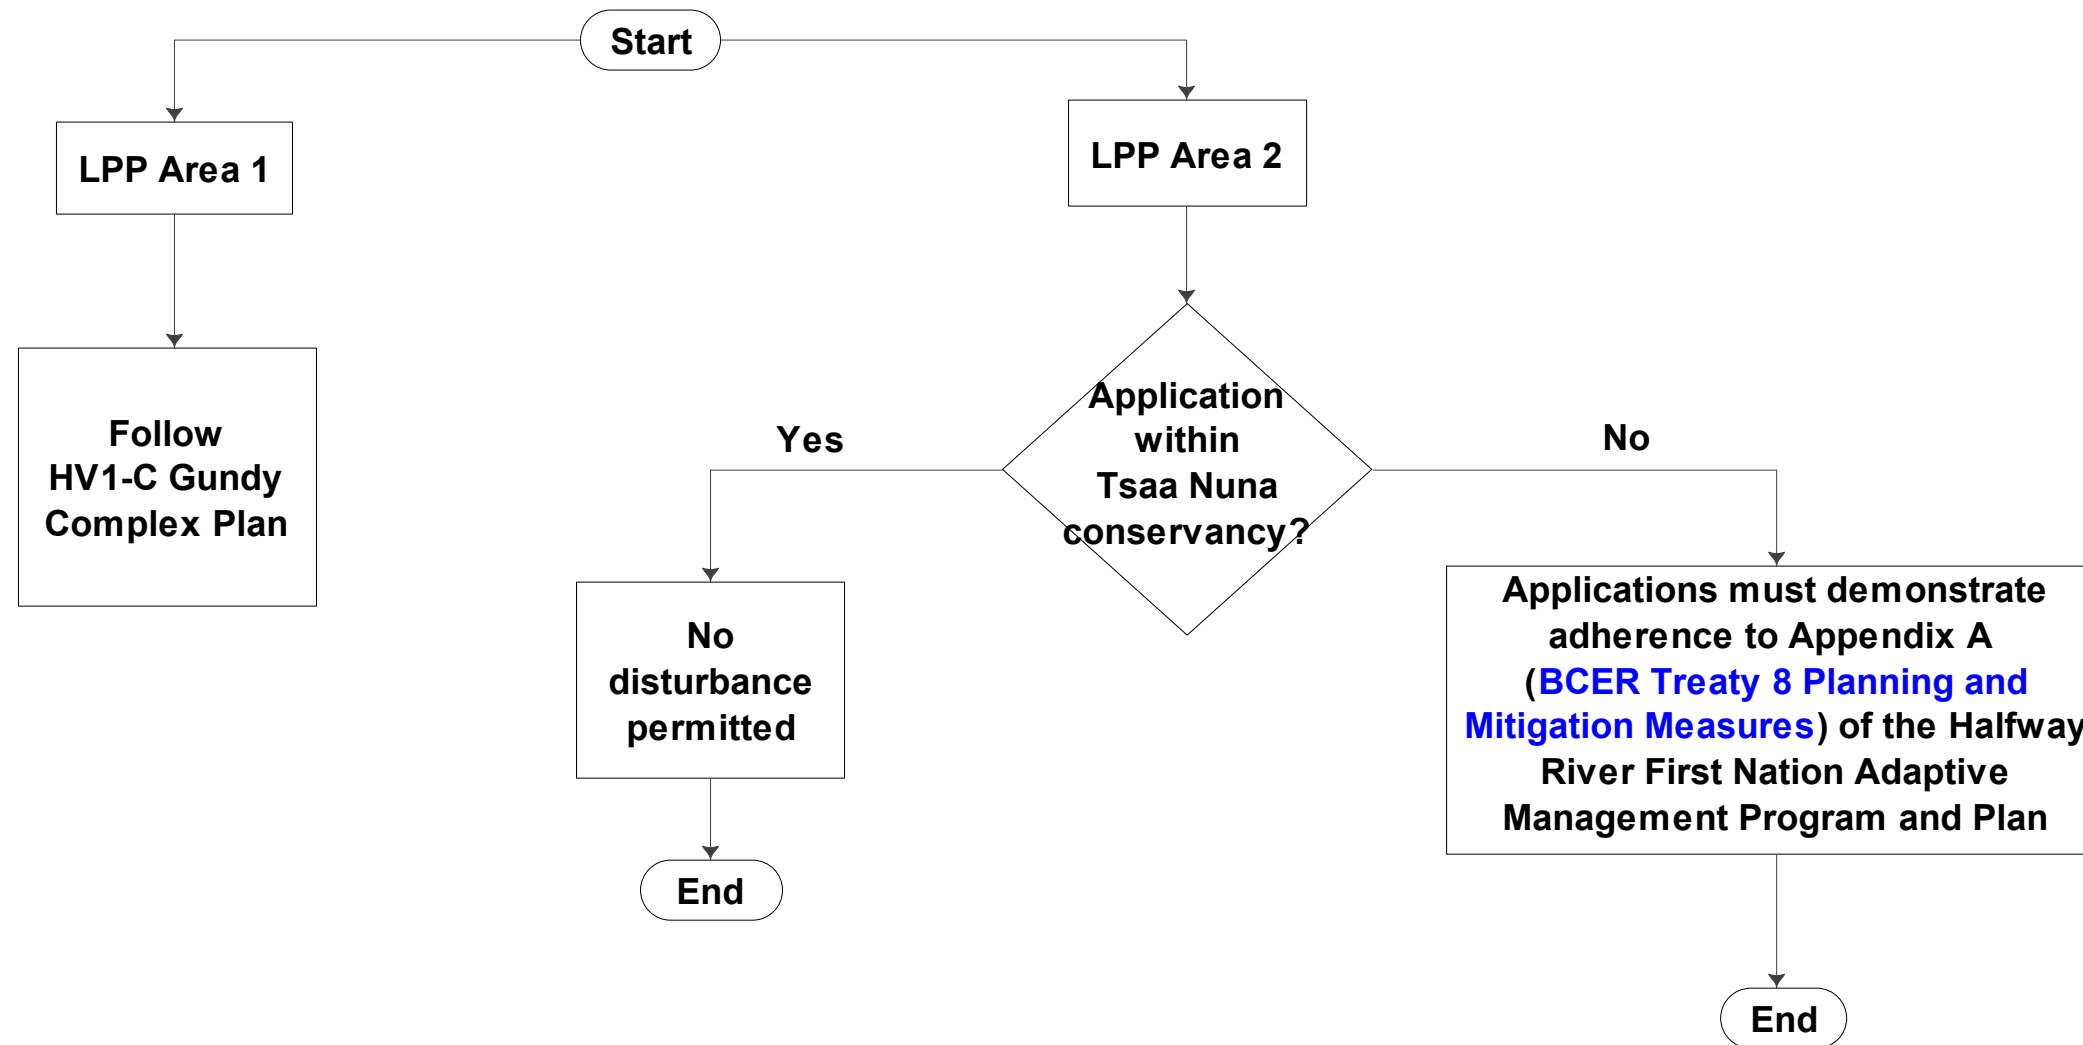 Start
LPP Area 1
LPP Area 2
Follow
HV1-C Gundy
Complex Plan
Application
within
Tsaa Nuna
conservancy?
Yes
No
No
disturbance
permitted
Applications must demonstrate
adherence to Appendix A
(BCER Treaty 8 Planning and
Mitigation Measures) of the Halfway
River First Nation Adaptive
Management Program and Plan
End
End